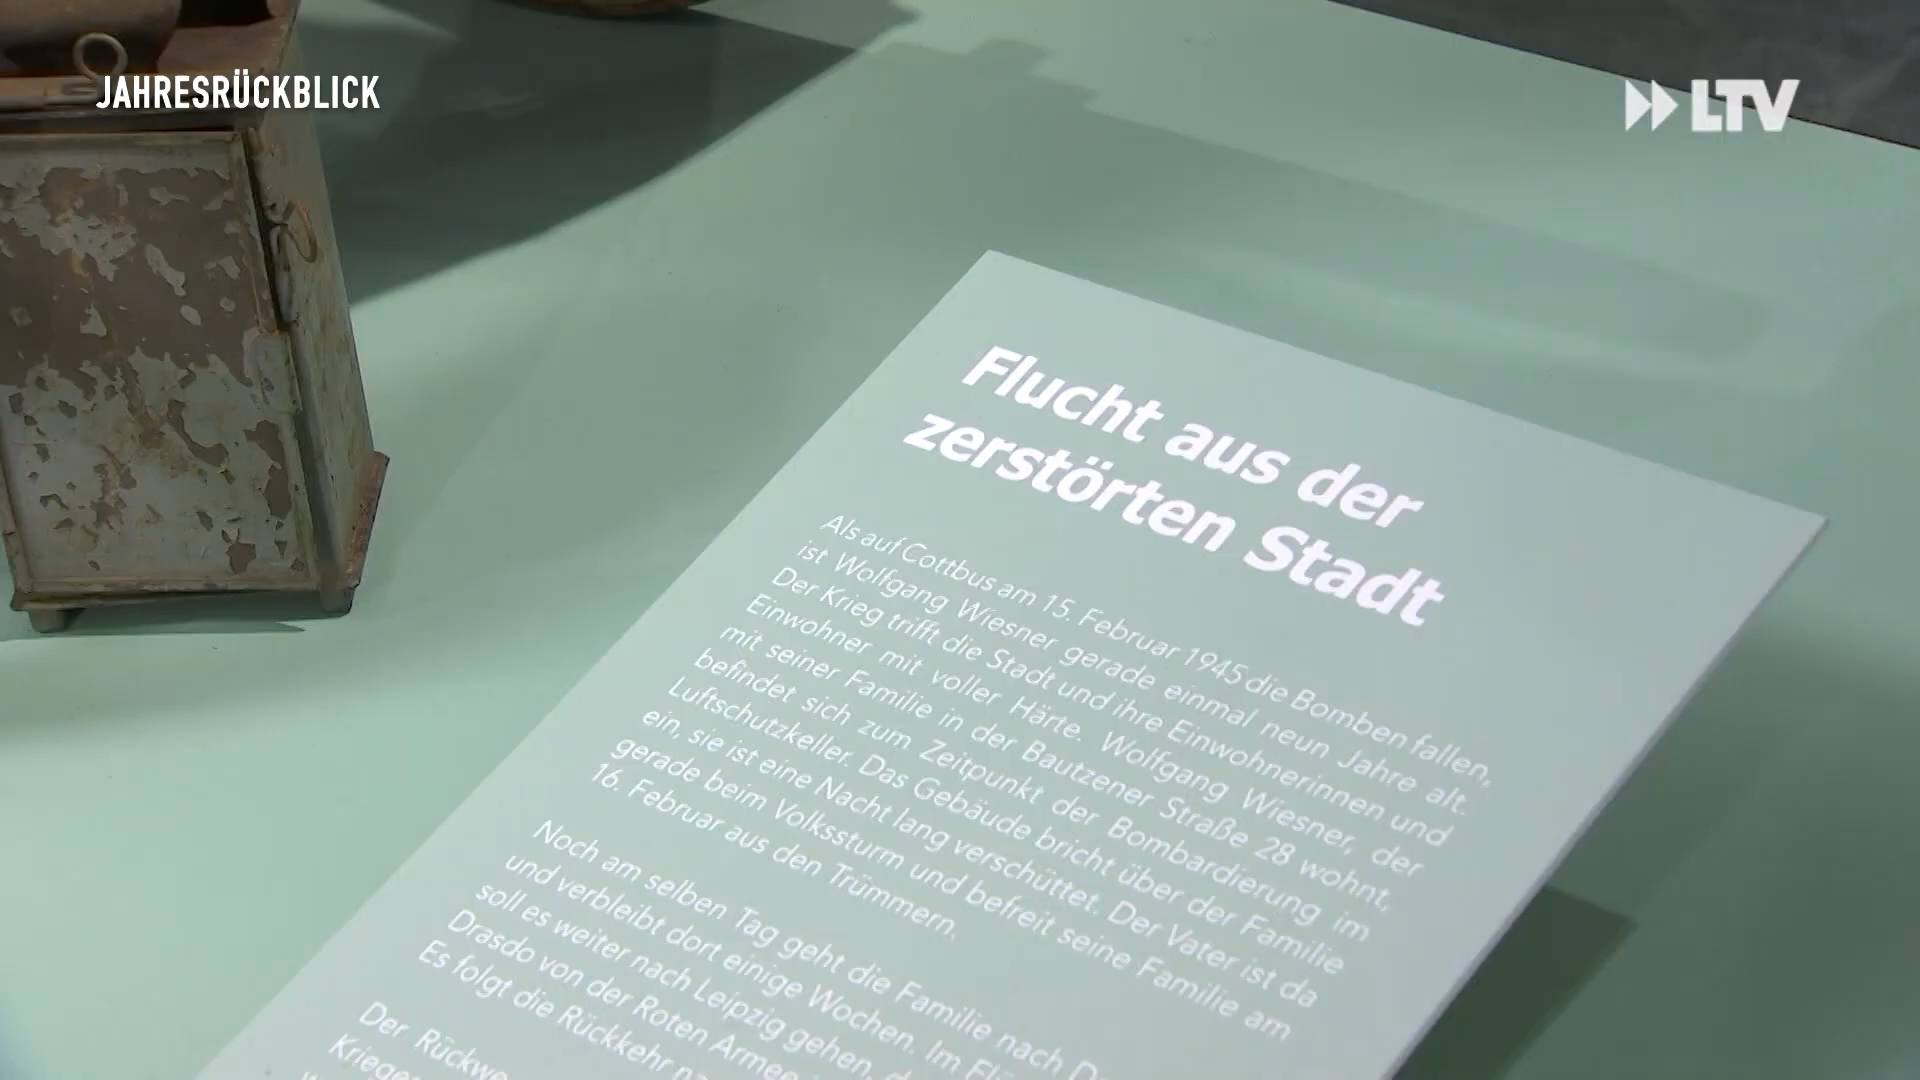 JAHRESRÜCKBLICK
LTV
Flucht aus der
zerstörten Stadt
Als auf Cottbus am 15. Februar 1945 die Bomben fallen,
ist Wolfgang Wiesner gerade einmal neun Jahre alt.
Der Krieg trifft die Stadt und ihre Einwohnerinnen und
Einwohner mit voller Härte. Wolfgang Wiesner, der
mit seiner Familie in der Bautzener Straße 28 wohnt,
befindet sich zum Zeitpunkt der Bombardierung im
Luftschutzkeller. Das Gebäude bricht über der Familie
ein, sie ist eine Nacht lang verschüttet. Der Vater ist da
gerade beim Volkssturm und befreit seine Familie am
16. Februar aus den Trümmern.
Noch am selben Tag geht die Familie nach
und verbleibt dort einige Wochen. Im
soll es weiter nach Leipzig gehen,
Drasdo von der Roten
Es folgt die Rückkehr
Der